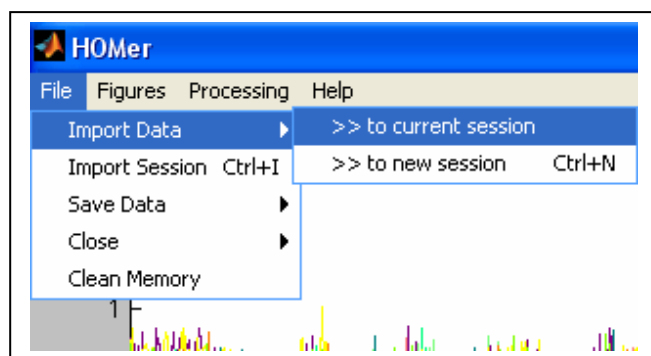 HOMer
File Figures Processing Help
Import Data >> to current session
Import Session Ctrl+I >> to new session Ctrl+N
Save Data
Close
Clean Memory
1